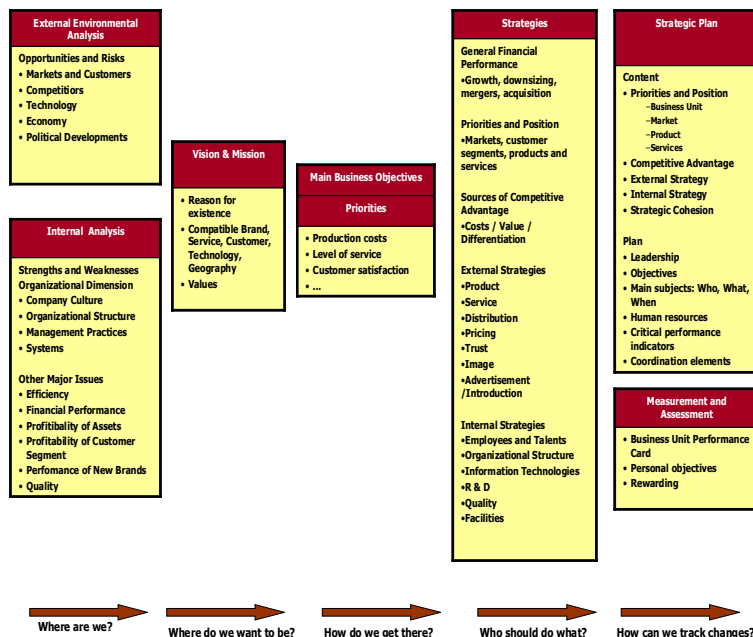 External Environmental
Analysis
Opportunities and Risks
• Markets and Customers
• Competitiors
• Technology
• Economy
• Political Developments
Internal Analysis
Strengths and Weaknesses
Organizational Dimension
• Company Culture
• Organizational Structure
• Management Practices
• Systems
Other Major Issues
• Efficiency
• Financial Performance
• Profitibality of Assets
• Profitability of Customer
Segment
• Perfomance of New Brands
• Quality
Vision & Mission
• Reason for
existence
• Compatible Brand,
Service, Customer,
Technology,
Geography
• Values
Main Business Objectives
Priorities
• Production costs
• Level of service
• Customer satisfaction
• ...
Strategies
General Financial
Performance
•Growth, downsizing,
mergers, acquisition
Priorities and Position
•Markets, customer
segments, products and
services
Sources of Competitive
Advantage
•Costs / Value /
Differentiation
External Strategies
•Product
•Service
•Distribution
•Pricing
•Trust
•Image
•Advertisement
/Introduction
Internal Strategies
•Employees and Talents
•Organizational Structure
•Information Technologies
•R & D
•Quality
•Facilities
Strategic Plan
Content
• Priorities and Position
–Business Unit
–Market
–Product
–Services
• Competitive Advantage
• External Strategy
• Internal Strategy
• Strategic Cohesion
Plan
• Leadership
• Objectives
• Main subjects: Who, What,
When
• Human resources
• Critical performance
indicators
• Coordination elements
Measurement and
Assessment
• Business Unit Performance
Card
• Personal objectives
• Rewarding
Where are we?
Where do we want to be?
How do we get there?
Who should do what?
How can we track changes?